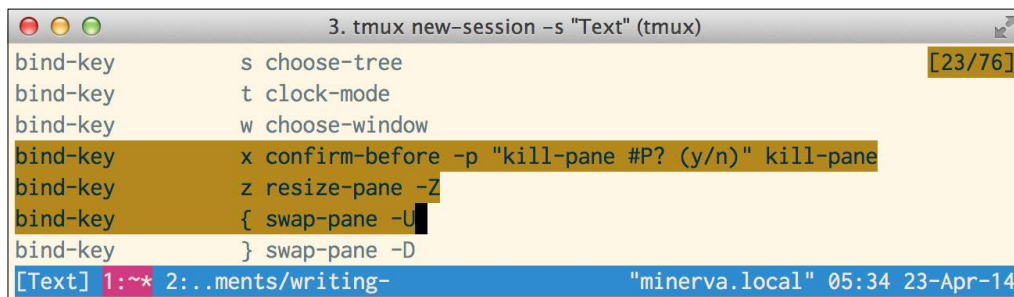 3. tmux new-session -s "Text" (tmux)
bind-key s choose-tree [23/76]
bind-key t clock-mode
bind-key w choose-window
bind-key x confirm-before -p "kill-pane #P? (y/n)" kill-pane
bind-key z resize-pane -Z
bind-key { swap-pane -U
bind-key } swap-pane -D
[Text] 1:~* 2:..ments/writing- "minerva.local" 05:34 23-Apr-14